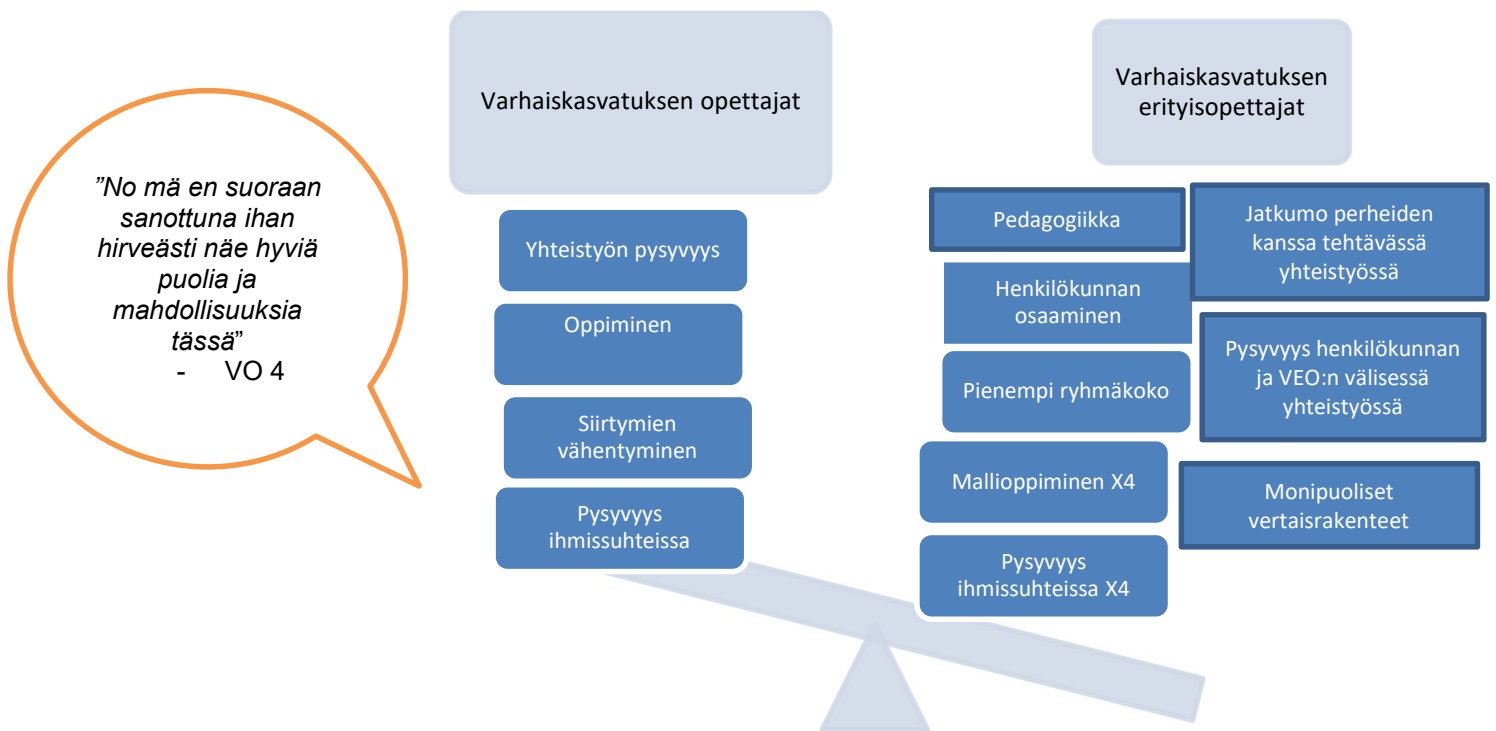 ”No mä en suoraan
sanottuna ihan
hirveästi näe hyviä
puolia ja
mahdollisuuksia
tässä”
- VO 4
Varhaiskasvatuksen opettajat
Yhteistyön pysyvyys
Oppiminen
Siirtymien
vähentyminen
Pysyvyys
ihmissuhteissa
Varhaiskasvatuksen
erityisopettajat
Pedagogiikka
Henkilökunnan
osaaminen
Pienempi ryhmäkoko
Mallioppiminen X4
Pysyvyys
ihmissuhteissa X4
Jatkumo perheiden
kanssa tehtävässä
yhteistyössä
Pysyvyys henkilökunnan
ja VEO:n välisessä
yhteistyössä
Monipuoliset
vertaisrakenteet